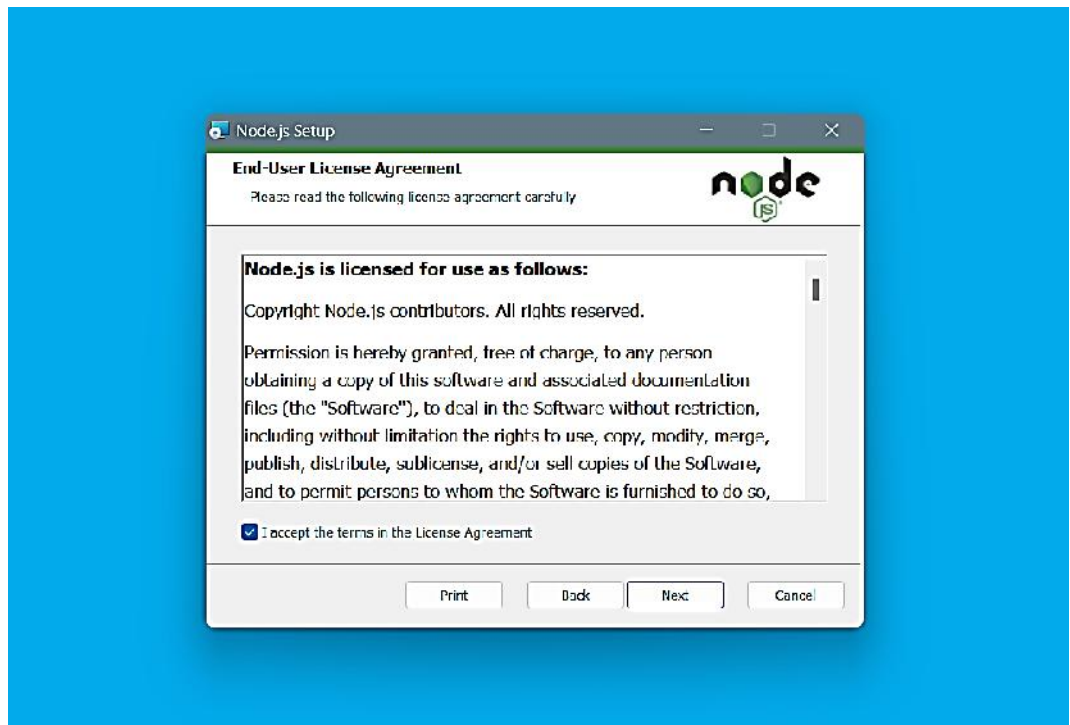 Node.js Setup
End-User License Agreement
Please read the following license agreement carefully
node
JS
Node.js is licensed for use as follows:
Copyright Node.js contributors. All rights reserved.
Permission is hereby granted, free of charge, to any person
obtaining a copy of this software and associated documentation
files (the "Software"), to deal in the Software without restriction,
including without limitation the rights to use, copy, modify, merge,
publish, distribute, sublicense, and/or sell copies of the Software,
and to permit persons to whom the Software is furnished to do so,
I accept the terms in the License Agreement
Print Back Next Cancel